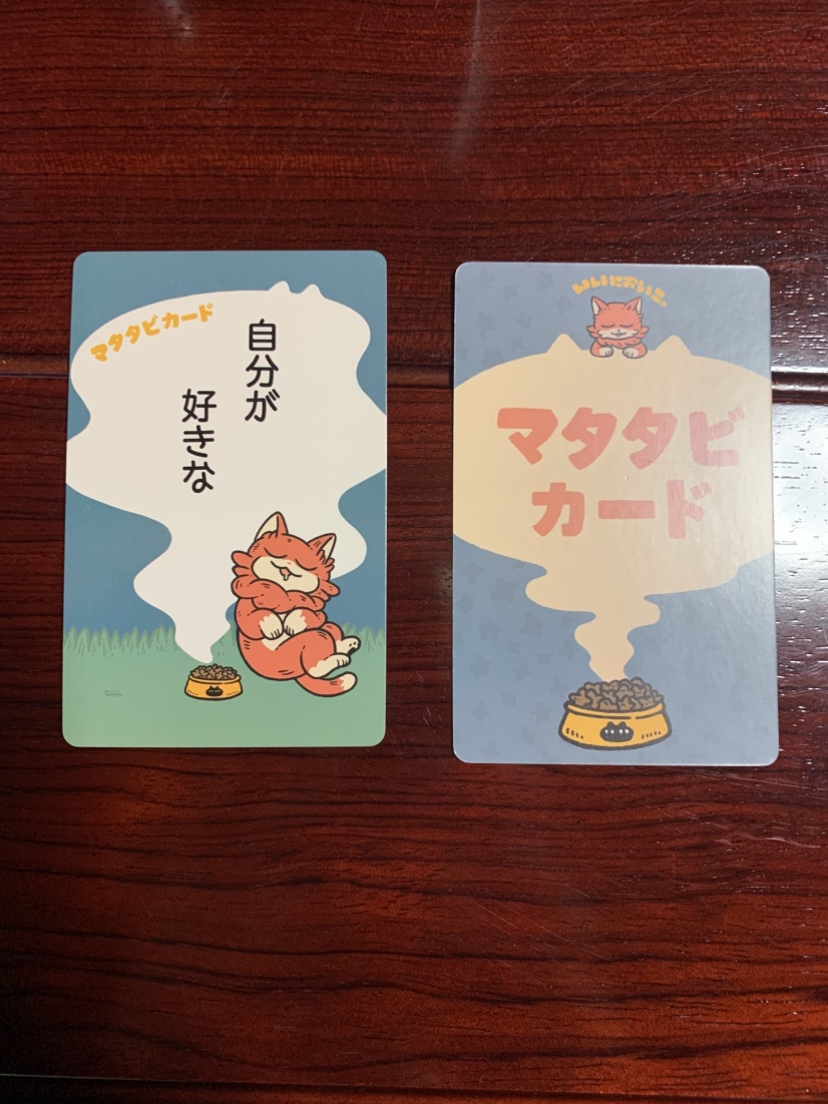 マタタビカード
自分が
好きな
いいにおい♪
マタタビ
カード